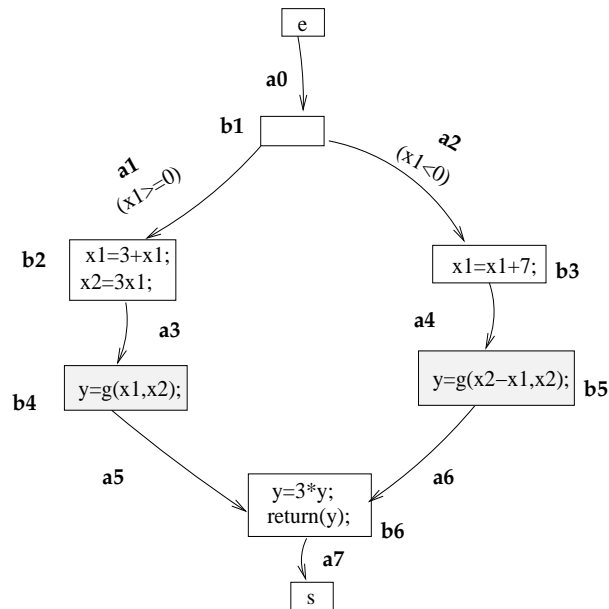 e
a0
b1
a1
(x1>=0)
a2
(x1<0)
b2
x1=3+x1;
x2=3x1;
x1=x1+7;
b3
a3
a4
y=g(x1,x2);
b4
y=g(x2−x1,x2);
b5
a5
a6
y=3*y;
return(y);
b6
a7
s